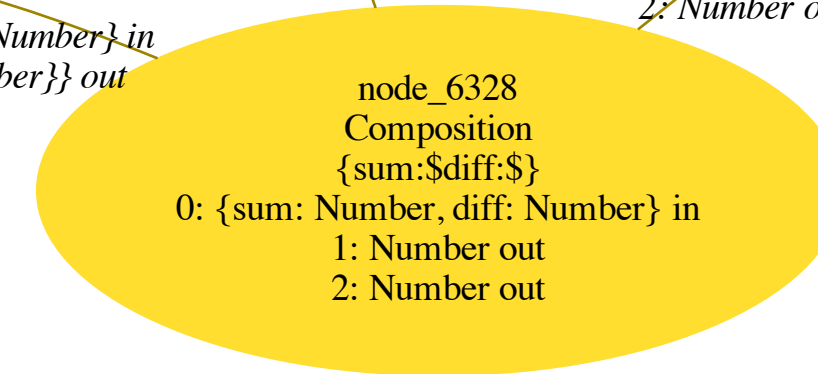 2: Number o
Number} in
ber}} out
node_6328
Composition
{sum:$diff:$}
0: {sum: Number, diff: Number} in
1: Number out
2: Number out